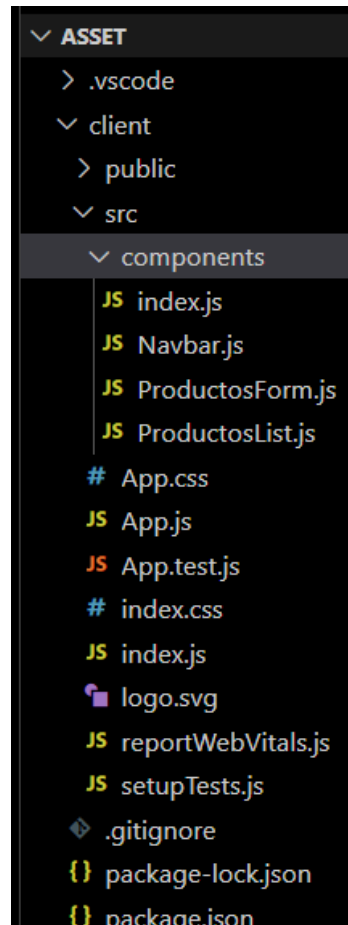 ASSET
.vscode
client
public
src
components
JS index.js
JS Navbar.js
JS ProductosForm.js
JS ProductosList.js
# App.css
JS App.js
JS App.test.js
# index.css
JS index.js
logo.svg
JS reportWebVitals.js
JS setupTests.js
.gitignore
{} package-lock.json
{} package.json